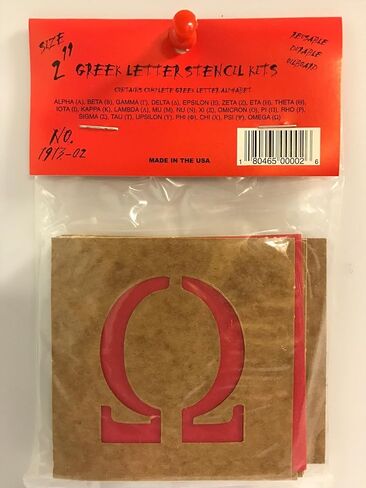 SIZE 2"
GREEK LETTER STENCIL KITS
REUSABLE
DURABLE
OILBOARD
CONTAINS COMPLETE GREEK LETTER ALPHABET
ALPHA (Α), BETA (Β), GAMMA (Γ), DELTA (Δ), EPSILON (Ε), ZETA (Ζ), ETA (Η), THETA (Θ),
IOTA (Ι), KAPPA (Κ), LAMBDA (Λ), MU (Μ), NU (Ν), XI (Ξ), OMICRON (Ο), PI (Π), RHO (Ρ),
SIGMA (Σ), TAU (Τ), UPSILON (Υ), PHI (Φ), CHI (Χ), PSI (Ψ), OMEGA (Ω)
NO.
1913-02
MADE IN THE USA
1 80465 00002 6
Ω